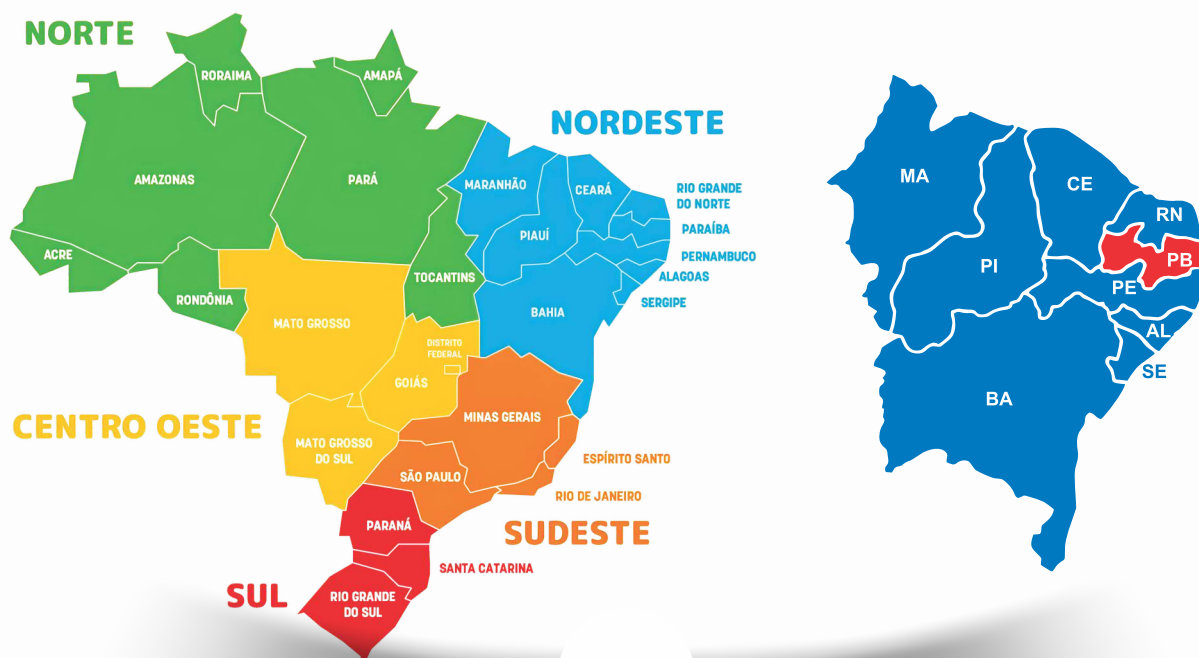 NORTE
RORAIMA
AMAPÁ
AMAZONAS
PARÁ
ACRE
RONDÔNIA
TOCANTINS
NORDESTE
MARANHÃO
CEARÁ
RIO GRANDE
DO NORTE
PIAUÍ
PARAÍBA
PERNAMBUCO
ALAGOAS
SERGIPE
BAHIA
MATO GROSSO
DISTRITO
FEDERAL
GOIÁS
CENTRO OESTE
MATO GROSSO
DO SUL
MINAS GERAIS
ESPÍRITO SANTO
SÃO PAULO
RIO DE JANEIRO
SUDESTE
PARANÁ
SANTA CATARINA
SUL
RIO GRANDE
DO SUL
MA
CE
RN
PB
PI
PE
AL
SE
BA